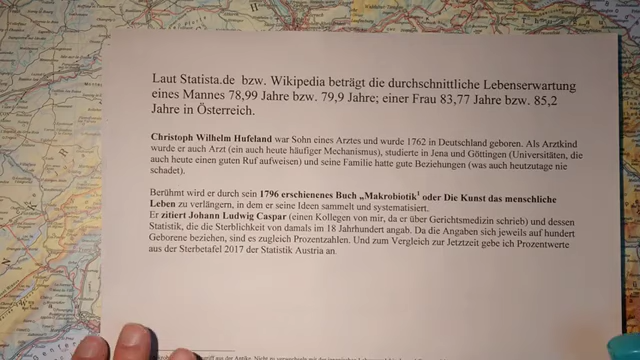 Laut Statista.de bzw. Wikipedia beträgt die durchschnittliche Lebenserwartung
eines Mannes 78,99 Jahre bzw. 79,9 Jahre; einer Frau 83,77 Jahre bzw. 85,2
Jahre in Österreich.
Christoph Wilhelm Hufeland war Sohn eines Arztes und wurde 1762 in Deutschland geboren. Als Arztkind
wurde er auch Arzt (ein auch heute häufiger Mechanismus), studierte in Jena und Göttingen (Universitäten, die
auch heute einen guten Ruf aufweisen) und seine Familie hatte gute Beziehungen (was auch heutzutage nie
schadet).
Berühmt wird er durch sein 1796 erschienenes Buch „Makrobiotik¹ oder Die Kunst das menschliche
Leben zu verlängern, in dem er seine Ideen sammelt und systematisiert.
Er zitiert Johann Ludwig Caspar (einen Kollegen von mir, da er über Gerichtsmedizin schrieb) und dessen
Statistik, die die Sterblichkeit von damals im 18 Jahrhundert angab. Da die Angaben sich jeweils auf hundert
Geborene beziehen, sind es zugleich Prozentzahlen. Und zum Vergleich zur Jetztzeit gebe ich Prozentwerte
aus der Sterbetafel 2017 der Statistik Austria an.